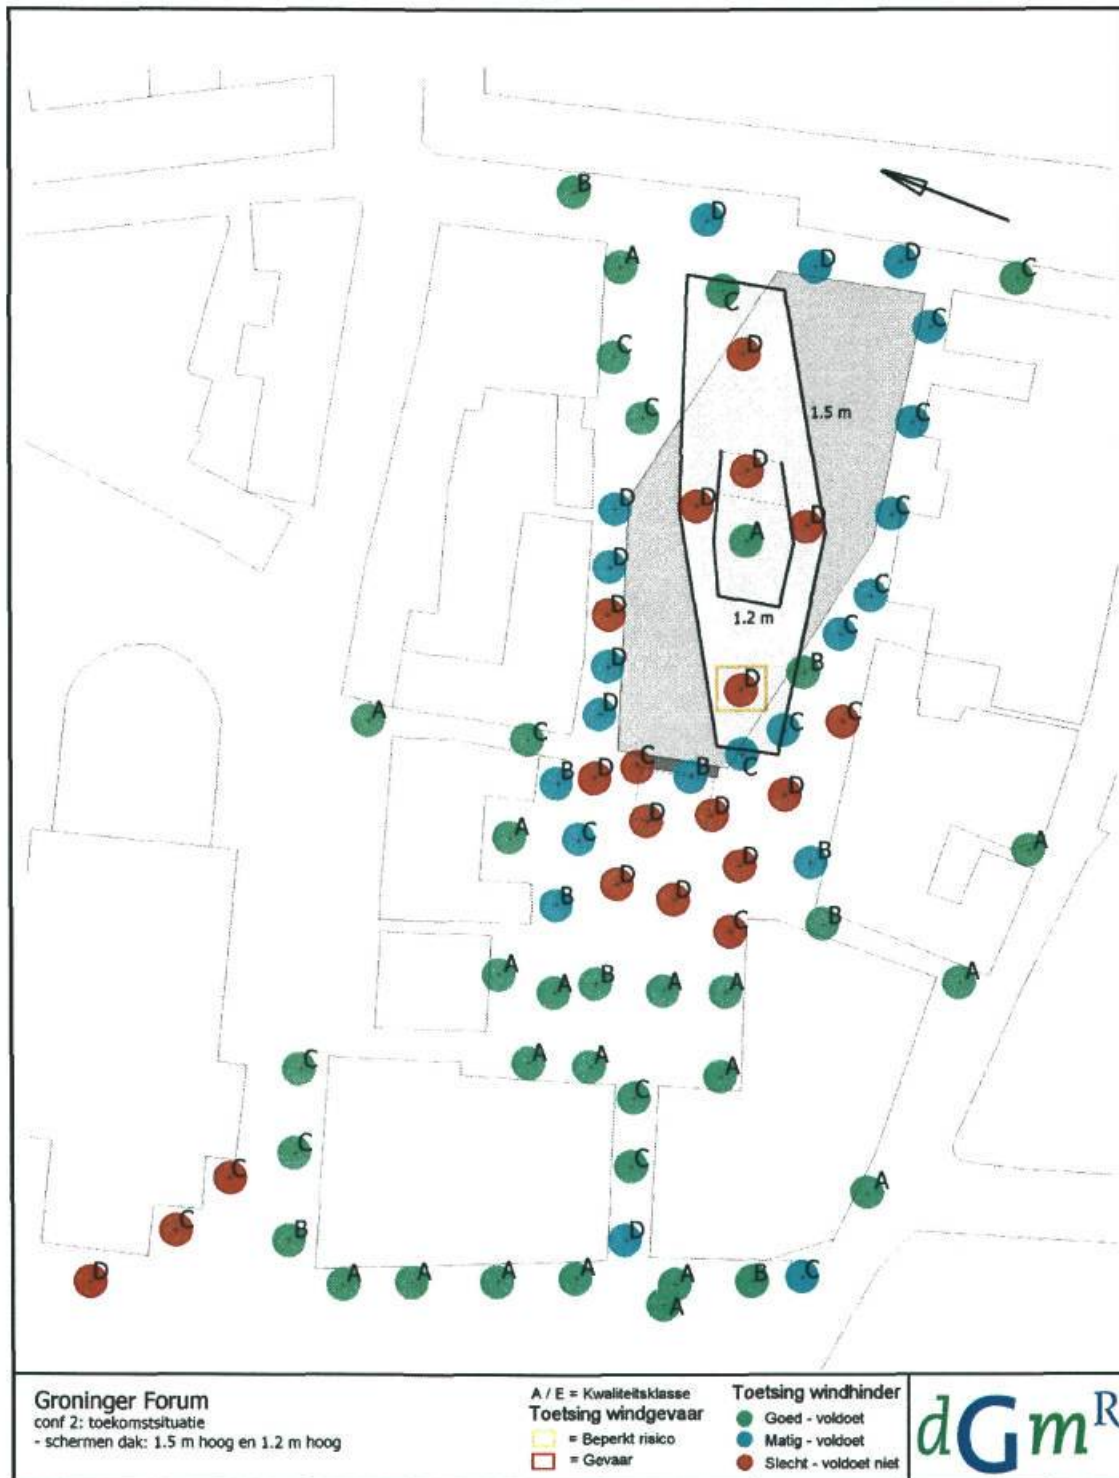 B
D
A
D
D
C
C
C
D
C
1.5 m
C
C
D
D
D
C
D
A
D
C
D
1.2 m
C
D
B
D
D
A
C
C
C
C
C
B
D
B
D
D
D
A
C
B
A
D
B
D
D
C
B
A
A
B
A
A
A
C
A
A
A
C
C
C
C
A
C
B
D
D
A
A
A
A
A
B
C
A
Groninger Forum
conf 2: toekomstsituatie
- schermen dak: 1.5 m hoog en 1.2 m hoog
A / E = Kwaliteitsklasse
Toetsing windgevaar
= Beperkt risico
= Gevaar
Toetsing windhinder
Goed - voldoet
Matig - voldoet
Slecht - voldoet niet
dGmR